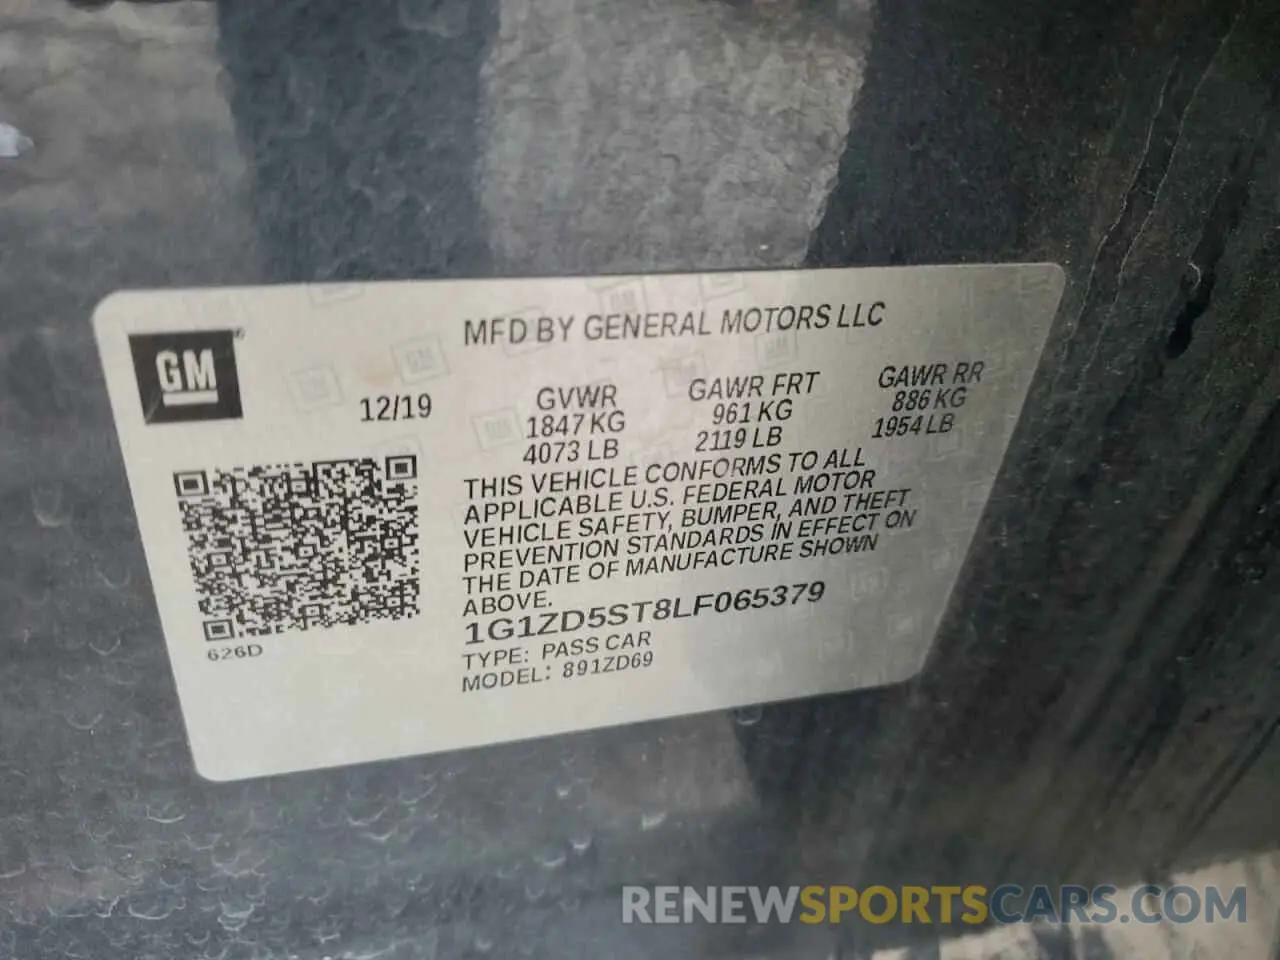 MFD BY GENERAL MOTORS LLC
GM
12/19
GVWR
1847 KG
4073 LB
GAWR FRT
961 KG
2119 LB
GAWR RR
886 KG
1954 LB
THIS VEHICLE CONFORMS TO ALL
APPLICABLE U.S. FEDERAL MOTOR
VEHICLE SAFETY, BUMPER, AND THEFT
PREVENTION STANDARDS IN EFFECT ON
THE DATE OF MANUFACTURE SHOWN
ABOVE.
1G1ZD5ST8LF065379
TYPE: PASS CAR
MODEL: 891ZD69
626D
RENEWSPORTSCARS.COM